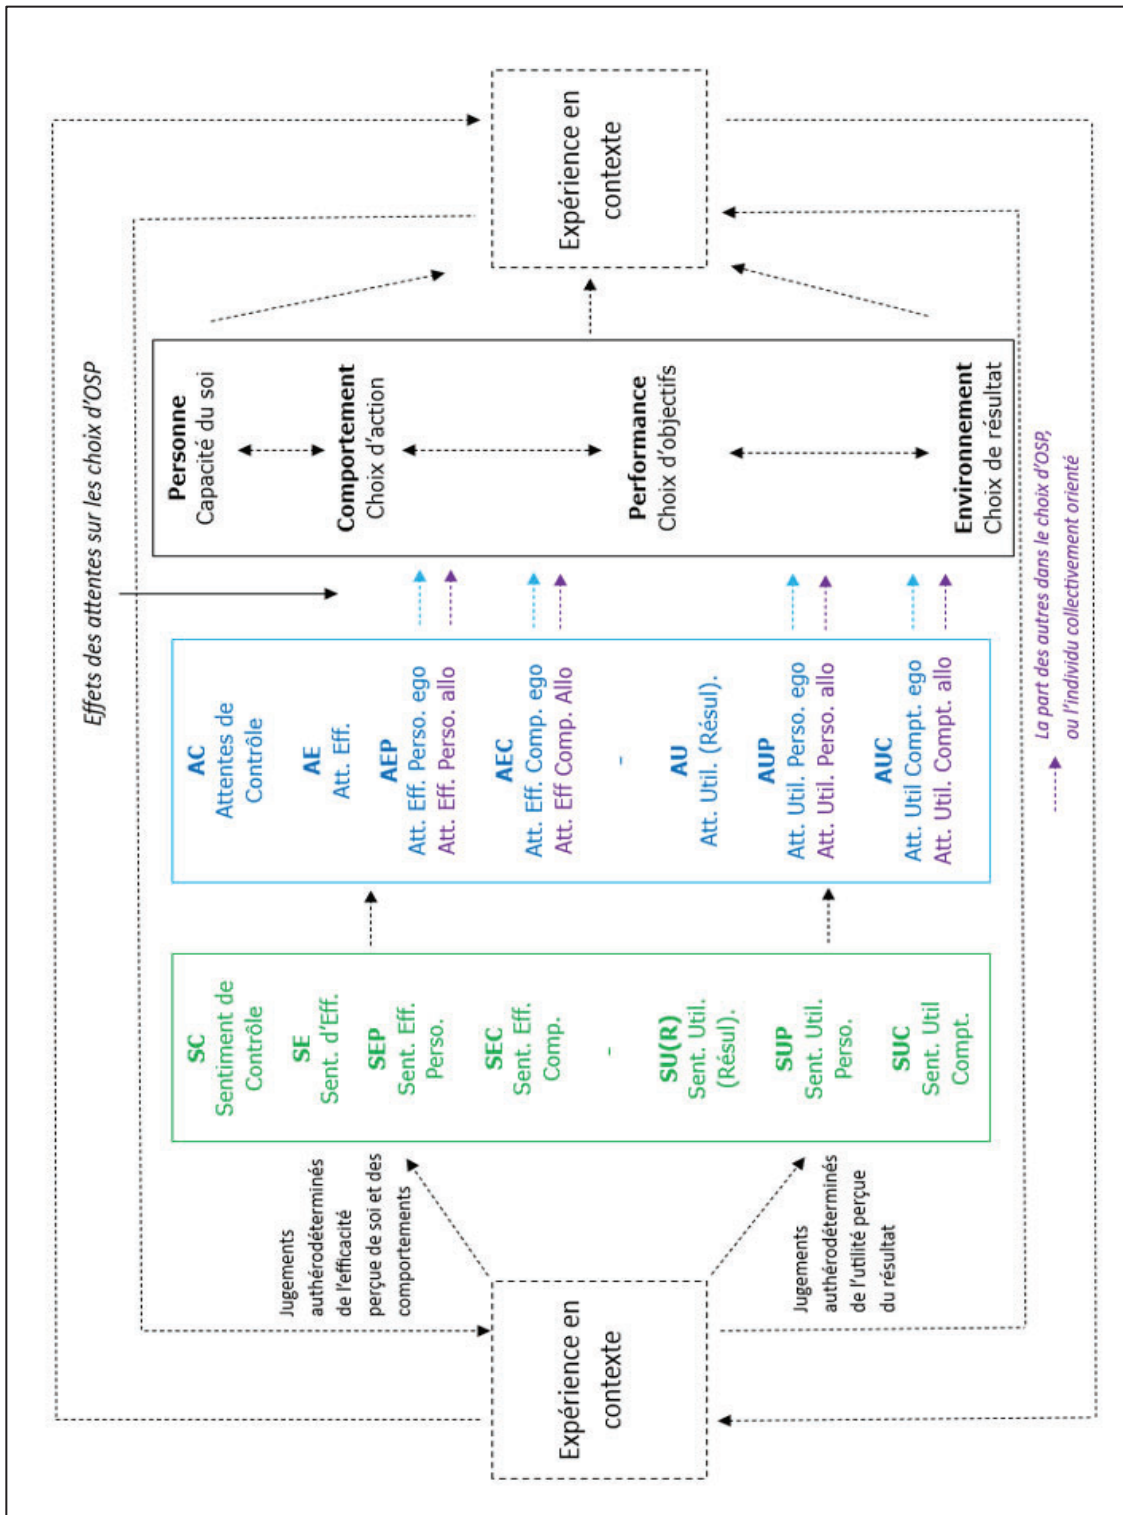 Effets des attentes sur les choix d'OSP
Expérience en
contexte
Jugements
authérodéterminés
de l'efficacité
perçue de soi et des
comportements
Jugements
authérodéterminés
de l'utilité perçue
du résultat
SC
Sentiment de
Contrôle
SE
Sent. d'Eff.
SEP
Sent. Eff.
Perso.
SEC
Sent. Eff.
Comp.
-
SU(R)
Sent. Util.
(Résul).
SUP
Sent. Util.
Perso.
SUC
Sent. Util
Compt.
AC
Attentes de
Contrôle
AE
Att. Eff.
AEP
Att. Eff. Perso. ego
Att. Eff. Perso. allo
AEC
Att. Eff. Comp. ego
Att. Eff Comp. Allo
-
AU
Att. Util. (Résul).
AUP
Att. Util. Perso. ego
Att. Util. Perso. allo
AUC
Att. Util Compt. ego
Att. Util. Compt. allo
Personne
Capacité du soi
Comportement
Choix d'action
Performance
Choix d'objectifs
Environnement
Choix de résultat
Expérience en
contexte
La part des autres dans le choix d'OSP,
ou l'individu collectivement orienté